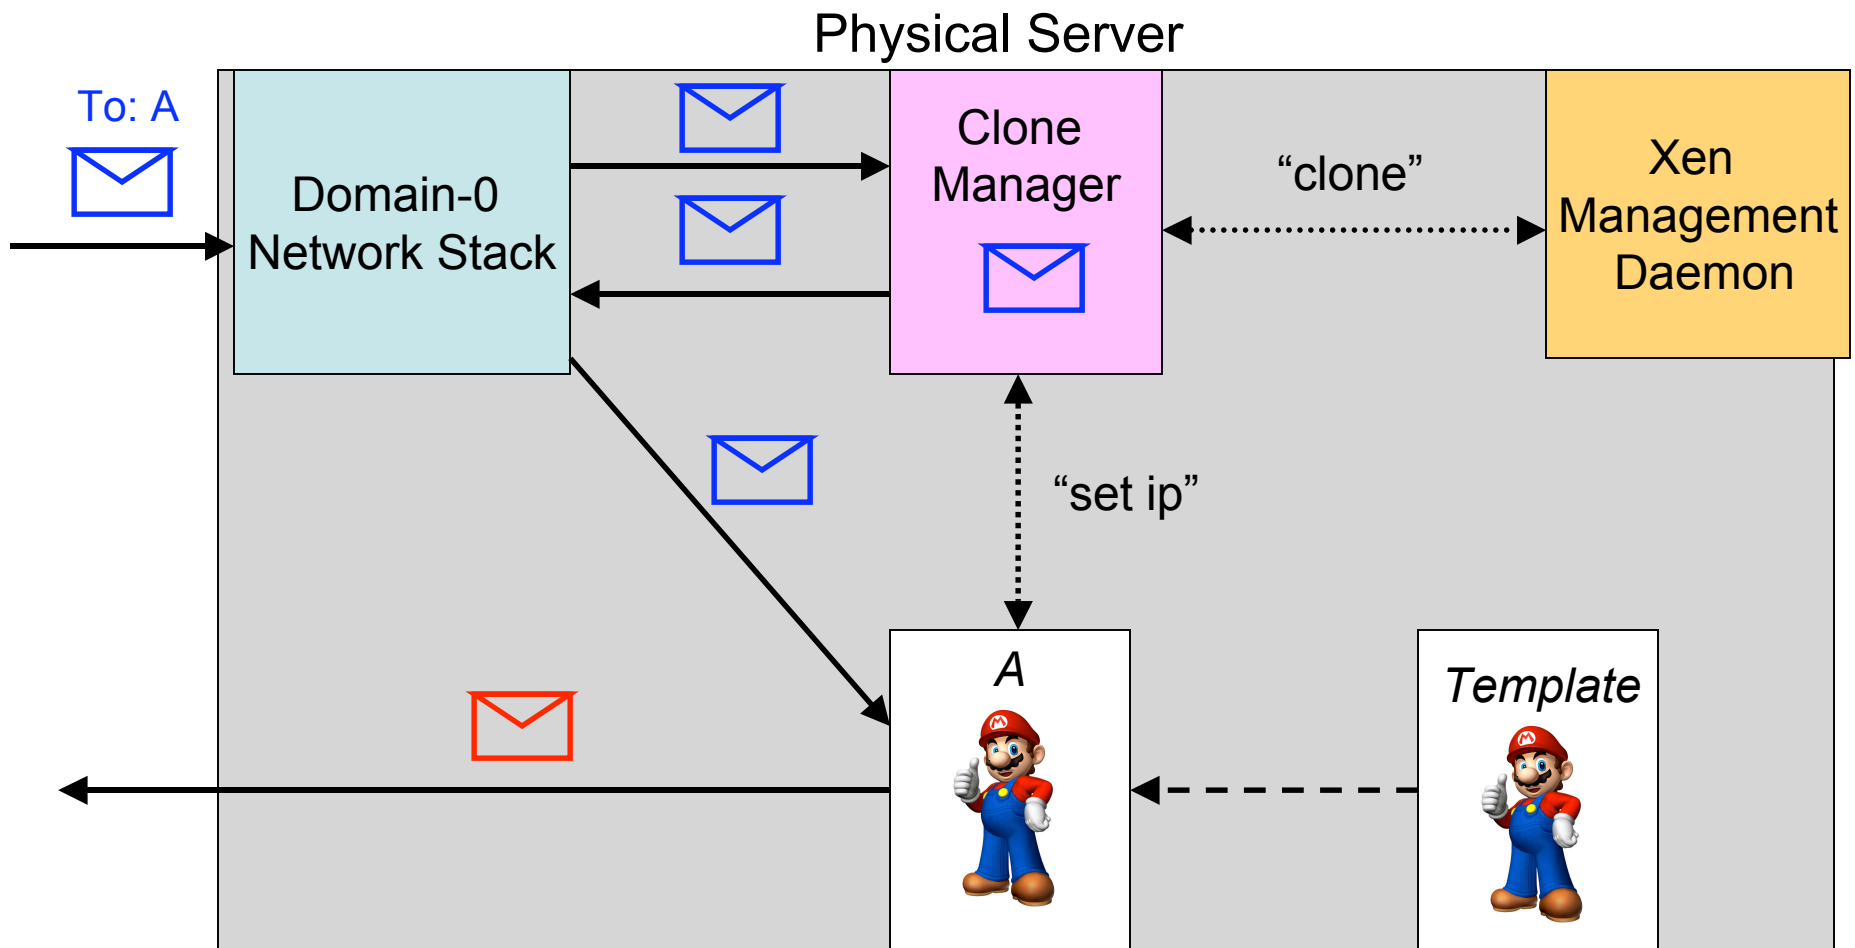 Physical Server
To: A
Domain-0
Network Stack
Clone
Manager
“clone”
Xen
Management
Daemon
“set ip”
A
Template
M
M